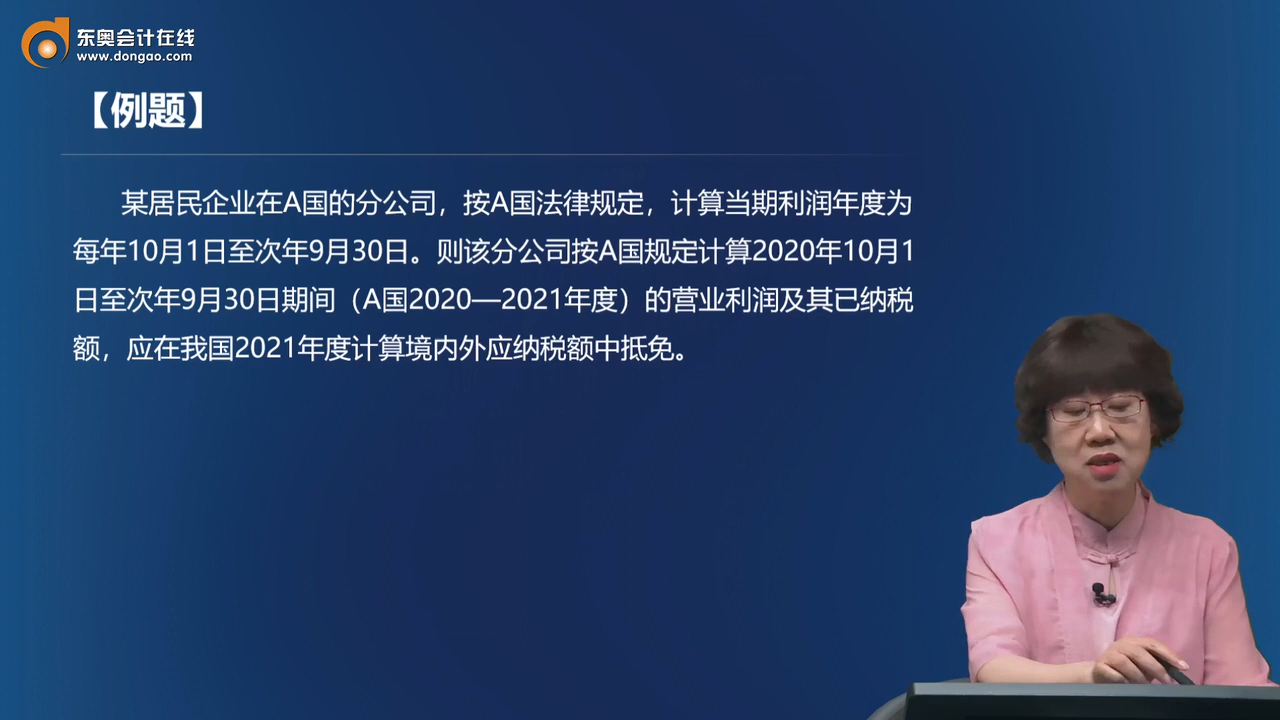 东奥会计在线
www.dongao.com
【例题】
某居民企业在A国的分公司，按A国法律规定，计算当期利润年度为
每年10月1日至次年9月30日。则该分公司按A国规定计算2020年10月1
日至次年9月30日期间（A国2020—2021年度）的营业利润及其已纳税
额，应在我国2021年度计算境内外应纳税额中抵免。